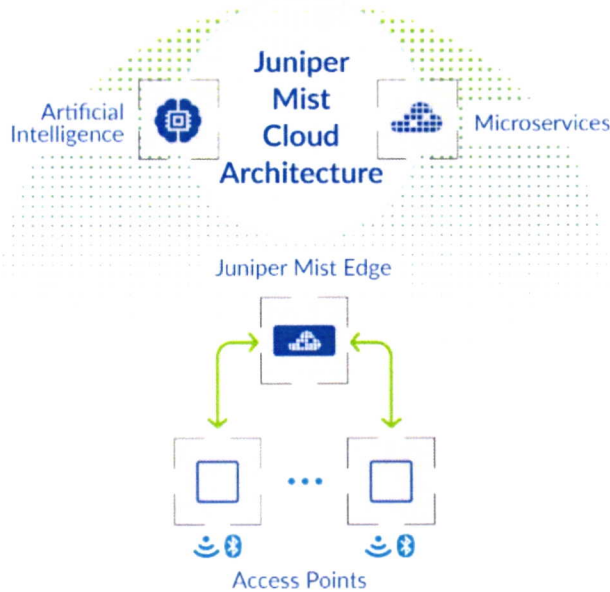 Juniper
Mist
Cloud
Architecture
Artificial
Intelligence
Microservices
Juniper Mist Edge
Access Points